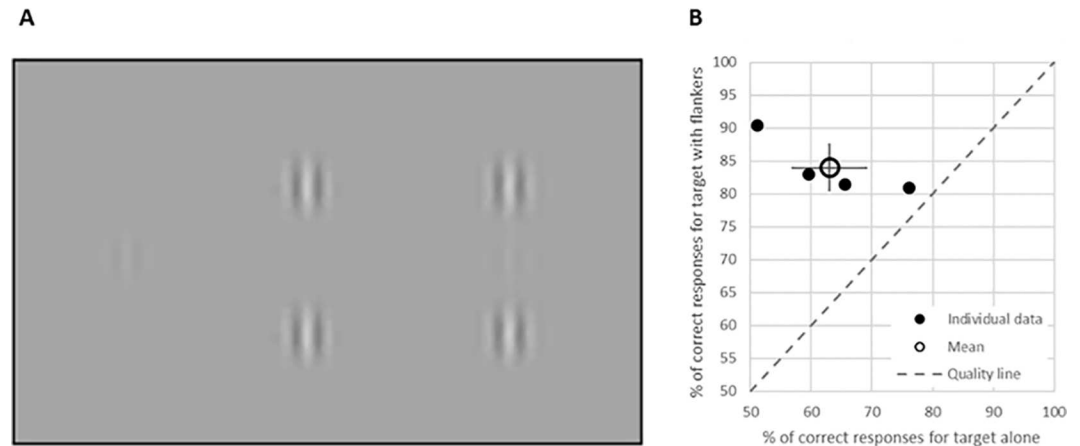 A
B
% of correct responses for target with flankers
100
95
90
85
80
75
70
65
60
55
50
Individual data
Mean
Quality line
50 60 70 80 90 100
% of correct responses for target alone